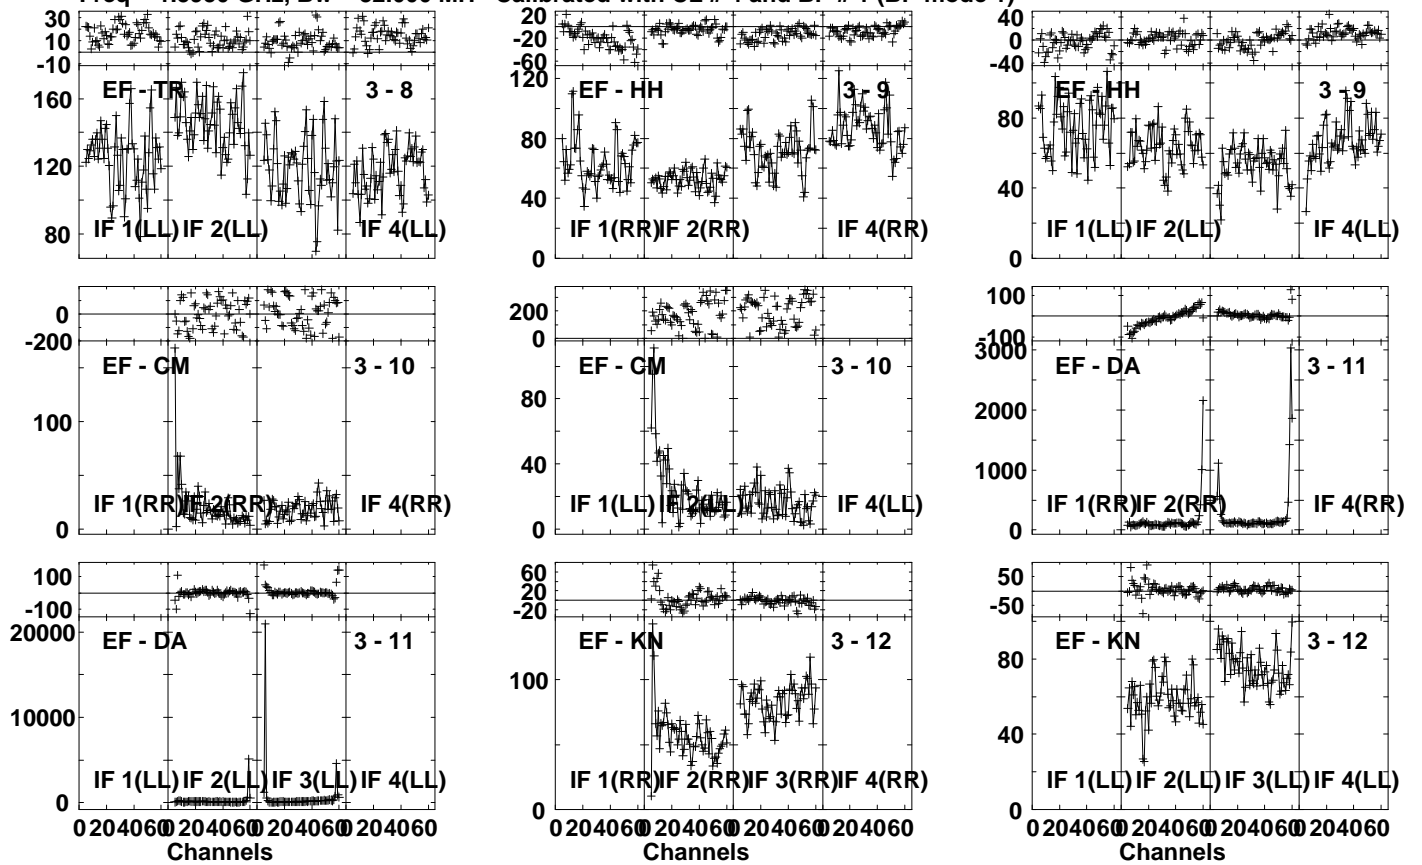 30
10
-10
160
120
80
EF - TR
3 - 8
IF 1(LL) IF 2(LL)
IF 4(LL)
20
-20
-60
120
80
40
0
EF - HH
3 - 9
IF 1(RR) IF 2(RR)
IF 4(RR)
40
0
-40
80
40
0
EF - HH
3 - 9
IF 1(LL) IF 2(LL)
IF 4(LL)
0
-200
100
0
EF - CM
3 - 10
IF 1(RR) IF 2(RR)
IF 4(RR)
200
0
80
40
0
EF - CM
3 - 10
IF 1(LL) IF 2(LL)
IF 4(LL)
100
-100
3000
2000
1000
0
EF - DA
3 - 11
IF 1(RR) IF 2(RR)
IF 4(RR)
100
-100
20000
10000
0
EF - DA
3 - 11
IF 1(LL) IF 2(LL) IF 3(LL) IF 4(LL)
60
20
-20
100
0
EF - KN
3 - 12
IF 1(RR) IF 2(RR) IF 3(RR) IF 4(RR)
50
-50
80
40
0
EF - KN
3 - 12
IF 1(LL) IF 2(LL) IF 3(LL) IF 4(LL)
0 204060 0 204060 0 204060 0 204060
Channels
0 204060 0 204060 0 204060 0 204060
Channels
0 204060 0 204060 0 204060 0 204060
Channels